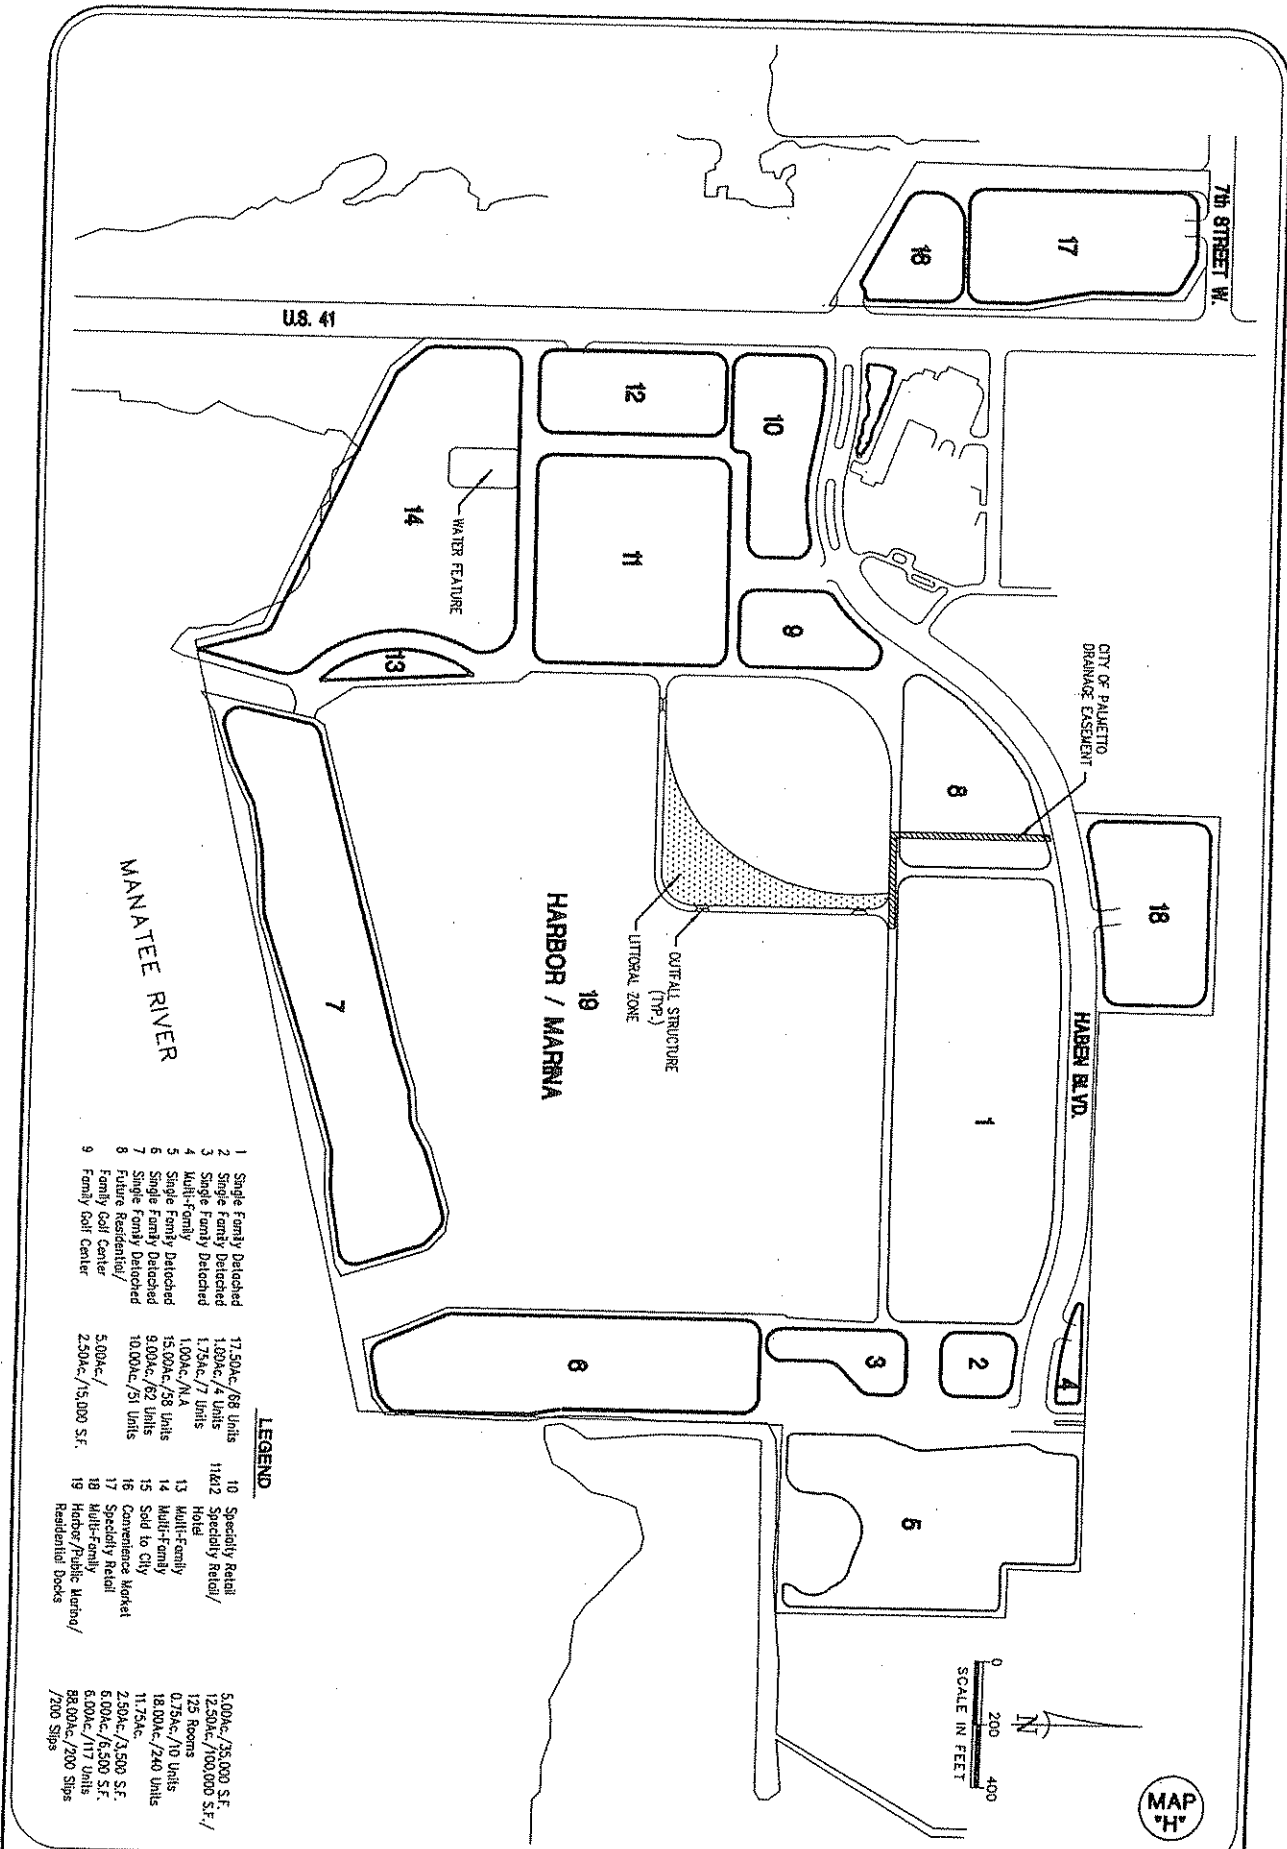 MAP
"H"
7th STREET W.
17
16
U.S. 41
12
10
11
14
WATER FEATURE
13
9
CITY OF PALMETTO
DRAINAGE EASEMENT
8
18
HABEN BLVD.
1
OUTFALL STRUCTURE
(TYP.)
LITTORAL ZONE
19
HARBOR / MARINA
7
MANATEE RIVER
2
3
4
6
5
N
0 200 400
SCALE IN FEET
LEGEND
1 Single Family Detached 17.50Ac./68 Units
2 Single Family Detached 1.00Ac./4 Units
3 Single Family Detached 1.75Ac./7 Units
4 Multi-Family 1.00Ac./N.A
5 Single Family Detached 15.00Ac./58 Units
6 Single Family Detached 9.00Ac./62 Units
7 Single Family Detached 10.00Ac./51 Units
8 Future Residential/
Family Golf Center 5.00Ac./
9 Family Golf Center 2.50Ac./15,000 S.F.
10 Specialty Retail 5.00Ac./35,000 S.F.
11&12 Specialty Retail/ 12.50Ac./100,000 S.F./
Hotel 125 Rooms
13 Multi-Family 0.75Ac./10 Units
14 Multi-Family 18.00Ac./240 Units
15 Sold to City 11.75Ac.
16 Convenience Market 2.50Ac./3,500 S.F.
17 Specialty Retail 6.00Ac./6,500 S.F.
18 Multi-Family 6.00Ac./117 Units
19 Harbor/Public Marina/ 88.00Ac./200 Slips
Residential Docks /200 Slips